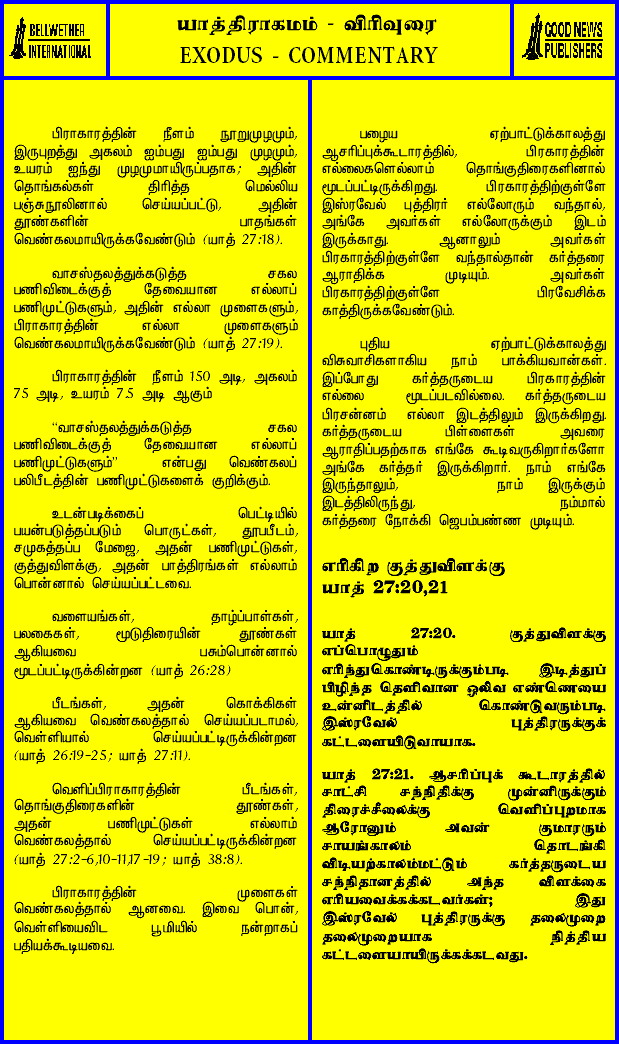 BELLWETHER
INTERNATIONAL
யாத்திராகமம் - விரிவுரை
EXODUS - COMMENTARY
GOOD NEWS
PUBLISHERS
பிராகாரத்தின் நீளம் நூறுமுழமும்,
இருபுறத்து அகலம் ஐம்பது ஐம்பது முழமும்,
உயரம் ஐந்து முழமுமாயிருப்பதாக; அதின்
தொங்கல்கள் திரித்த மெல்லிய
பஞ்சுநூலினால் செய்யப்பட்டு, அதின்
தூண்களின் பாதங்கள்
வெண்கலமாயிருக்கவேண்டும் (யாத் 27:18).
வாசஸ்தலத்துக்கடுத்த சகல
பணிவிடைக்குத் தேவையான எல்லாப்
பணிமுட்டுகளும், அதின் எல்லா முளைகளும்,
பிராகாரத்தின் எல்லா முளைகளும்
வெண்கலமாயிருக்கவேண்டும் (யாத் 27:19).
பிராகாரத்தின் நீளம் 150 அடி, அகலம்
75 அடி, உயரம் 7.5 அடி ஆகும்
“வாசஸ்தலத்துக்கடுத்த சகல
பணிவிடைக்குத் தேவையான எல்லாப்
பணிமுட்டுகளும்” என்பது வெண்கலப்
பலிபீடத்தின் பணிமுட்டுகளைக் குறிக்கும்.
உடன்படிக்கைப் பெட்டியில்
பயன்படுத்தப்படும் பொருட்கள், தூபபீடம்,
சமுகத்தப்ப மேஜை, அதன் பணிமுட்டுகள்,
குத்துவிளக்கு, அதன் பாத்திரங்கள் எல்லாம்
பொன்னால் செய்யப்பட்டவை.
வளையங்கள், தாழ்ப்பாள்கள்,
பலகைகள், மூடுதிரையின் தூண்கள்
ஆகியவை பசும்பொன்னால்
மூடப்பட்டிருக்கின்றன (யாத் 26:28)
பீடங்கள், அதன் கொக்கிகள்
ஆகியவை வெண்கலத்தால் செய்யப்படாமல்,
வெள்ளியால் செய்யப்பட்டிருக்கின்றன
(யாத் 26:19-25; யாத் 27:11).
வெளிப்பிராகாரத்தின் பீடங்கள்,
தொங்குதிரைகளின் தூண்கள்,
அதன் பணிமுட்டுகள் எல்லாம்
வெண்கலத்தால் செய்யப்பட்டிருக்கின்றன
(யாத் 27:2-6,10-11,17-19; யாத் 38:8).
பிராகாரத்தின் முளைகள்
வெண்கலத்தால் ஆனவை. இவை பொன்,
வெள்ளியைவிட பூமியில் நன்றாகப்
பதியக்கூடியவை.
பழைய ஏற்பாட்டுக்காலத்து
ஆசரிப்புக்கூடாரத்தில், பிரகாரத்தின்
எல்லைகளெல்லாம் தொங்குதிரைகளினால்
மூடப்பட்டிருக்கிறது. பிரகாரத்திற்குள்ளே
இஸ்ரவேல் புத்திரர் எல்லோரும் வந்தால்,
அங்கே அவர்கள் எல்லோருக்கும் இடம்
இருக்காது. ஆனாலும் அவர்கள்
பிரகாரத்திற்குள்ளே வந்தால்தான் கர்த்தரை
ஆராதிக்க முடியும். அவர்கள்
பிரகாரத்திற்குள்ளே பிரவேசிக்க
காத்திருக்கவேண்டும்.
புதிய ஏற்பாட்டுக்காலத்து
விசுவாசிகளாகிய நாம் பாக்கியவான்கள்.
இப்போது கர்த்தருடைய பிரகாரத்தின்
எல்லை மூடப்படவில்லை. கர்த்தருடைய
பிரசன்னம் எல்லா இடத்திலும் இருக்கிறது.
கர்த்தருடைய பிள்ளைகள் அவரை
ஆராதிப்பதற்காக எங்கே கூடிவருகிறார்களோ
அங்கே கர்த்தர் இருக்கிறார். நாம் எங்கே
இருந்தாலும், நாம் இருக்கும்
இடத்திலிருந்து, நம்மால்
கர்த்தரை நோக்கி ஜெபம்பண்ண முடியும்.
எரிகிற குத்துவிளக்கு
யாத் 27:20,21
யாத் 27:20. குத்துவிளக்கு
எப்பொழுதும்
எரிந்துகொண்டிருக்கும்படி இடித்துப்
பிழிந்த தெளிவான ஒலிவ எண்ணெயை
உன்னிடத்தில் கொண்டுவரும்படி
இஸ்ரவேல் புத்திரருக்குக்
கட்டளையிடுவாயாக.
யாத் 27:21. ஆசரிப்புக் கூடாரத்தில்
சாட்சி சந்நிதிக்கு முன்னிருக்கும்
திரைச்சீலைக்கு வெளிப்புறமாக
ஆரோனும் அவன் குமாரரும்
சாயங்காலம் தொடங்கி
விடியற்காலம்மட்டும் கர்த்தருடைய
சந்நிதானத்தில் அந்த விளக்கை
எரியவைக்கக்கடவர்கள்; இது
இஸ்ரவேல் புத்திரருக்கு தலைமுறை
தலைமுறையாக நித்திய
கட்டளையாயிருக்கக்கடவது.